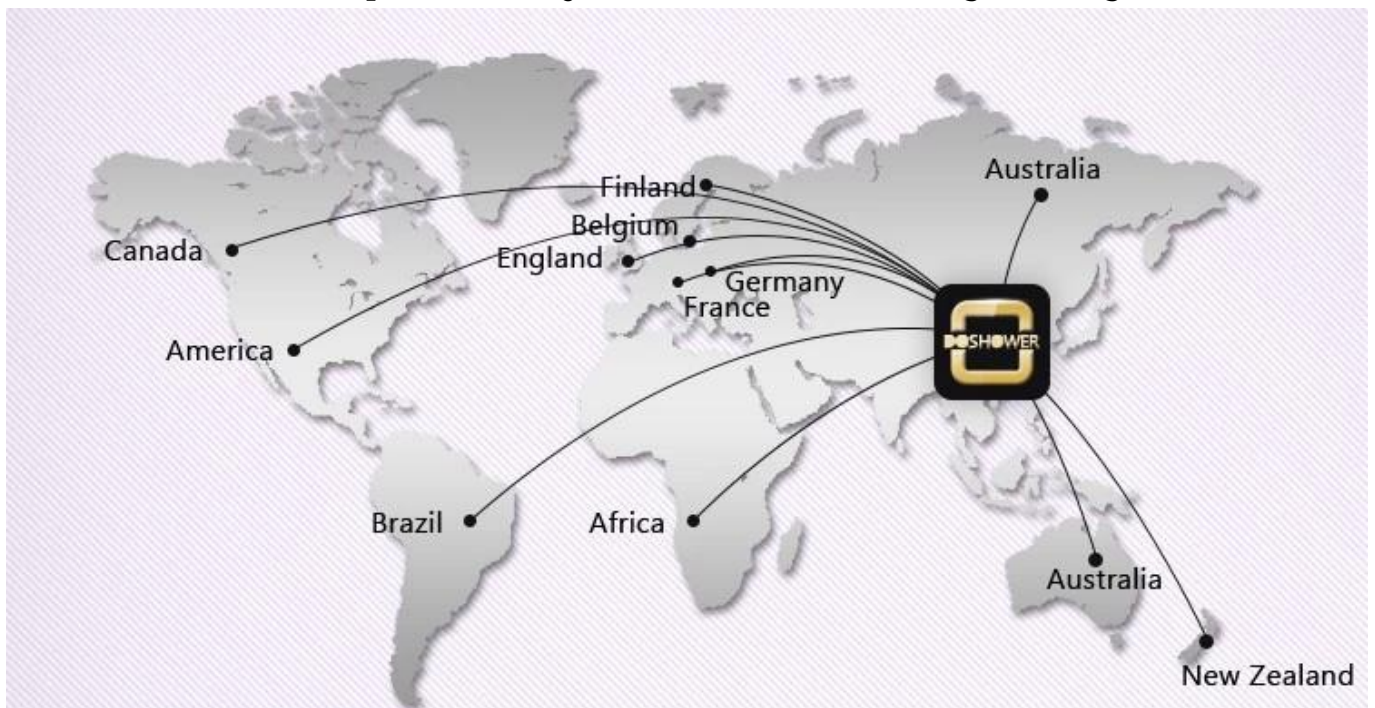 Australia
Finland
Belgium
Canada
England
Germany
France
DOSHOWER
America
Brazil
Africa
Australia
New Zealand